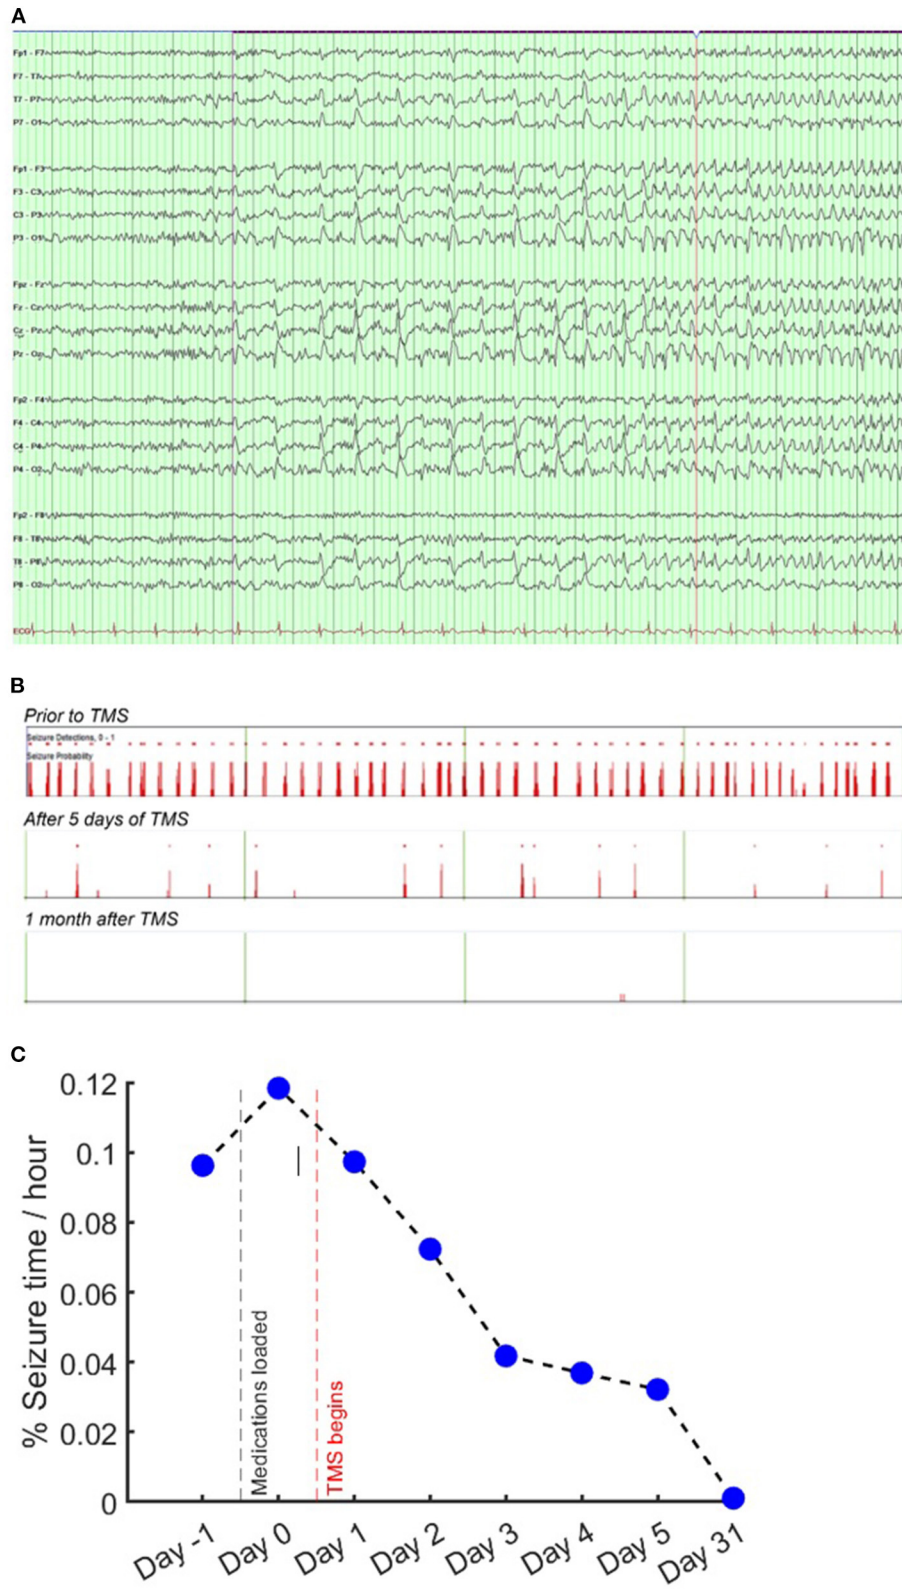 A
Fp1 - F7
F7 - T7
T7 - P7
P7 - O1
Fp1 - F3
F3 - C3
C3 - P3
P3 - O1
Fpz - Fz
Fz - Cz
Cz - Pz
Pz - Oz
Fp2 - F4
F4 - C4
C4 - P4
P4 - O2
Fp2 - F8
F8 - T8
T8 - P8
P8 - O2
ECG
B
Prior to TMS
Seizure Detections, 0 - 1
Seizure Probability
After 5 days of TMS
1 month after TMS
C
% Seizure time / hour
0.12
0.1
0.08
0.06
0.04
0.02
0
Medications loaded
TMS begins
Day -1
Day 0
Day 1
Day 2
Day 3
Day 4
Day 5
Day 31